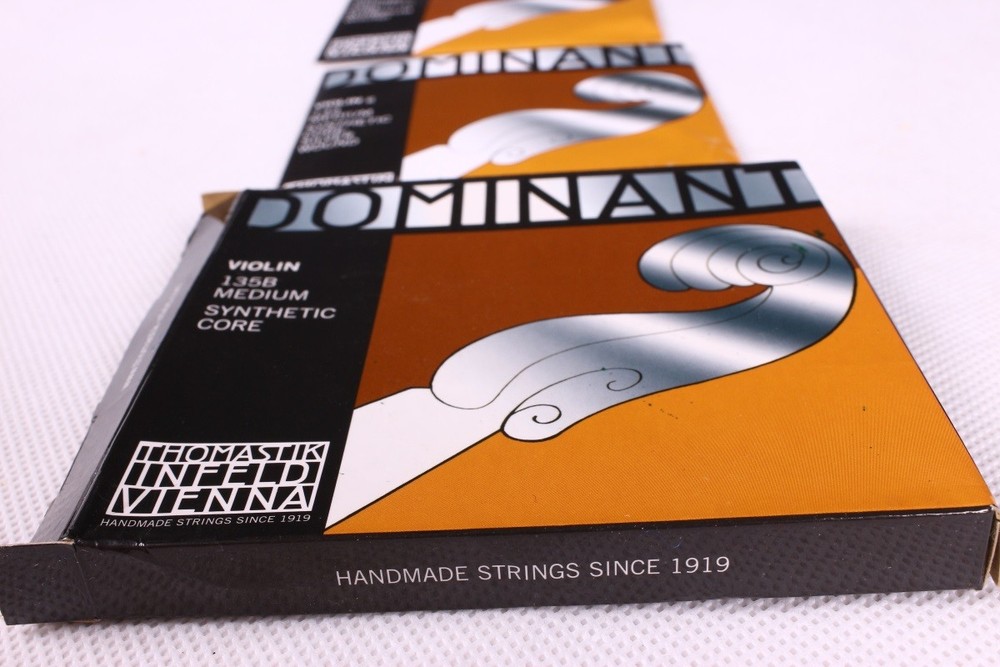 DOMINANT
DOMINANT
VIOLIN
135B
MEDIUM
SYNTHETIC
CORE
THOMASTIK
INFELD
VIENNA
HANDMADE STRINGS SINCE 1919
HANDMADE STRINGS SINCE 1919